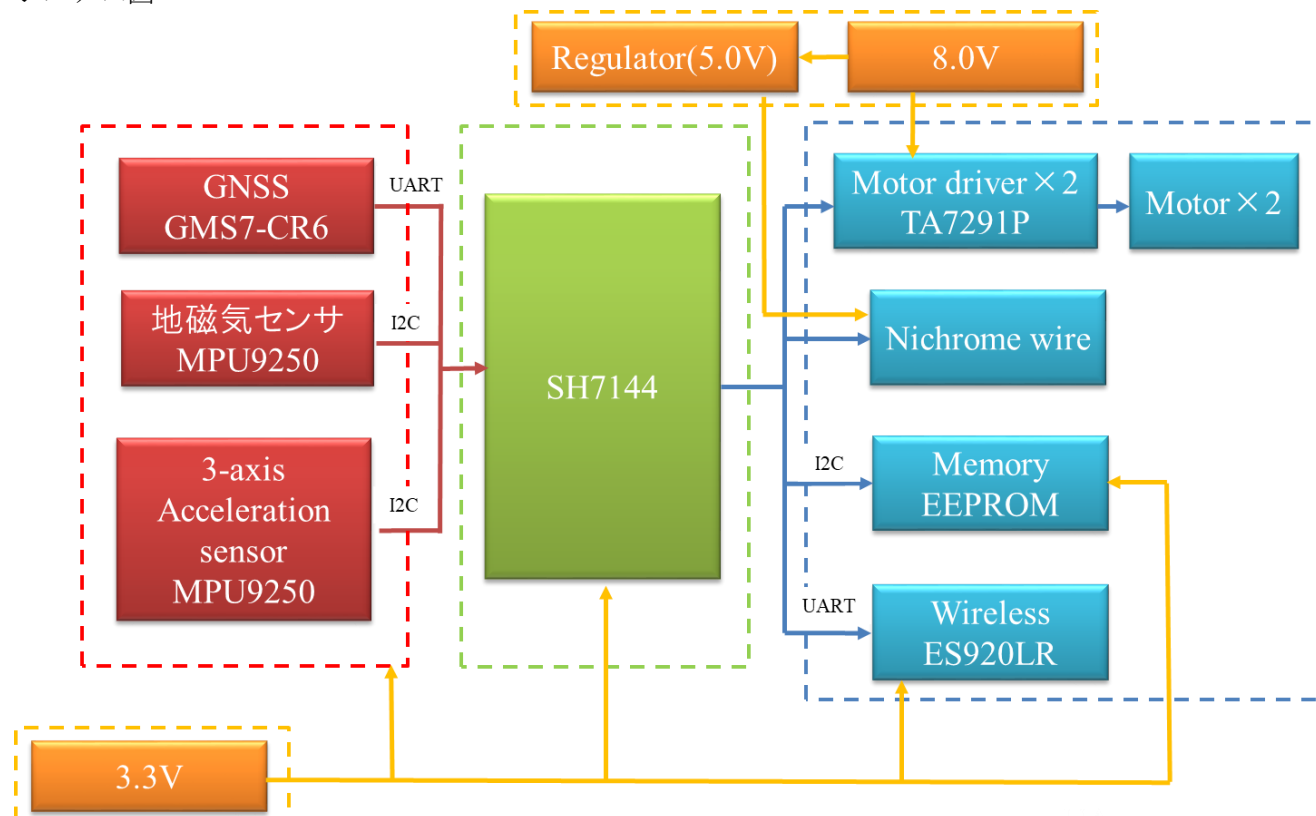 Regulator(5.0V)
8.0V
GNSS
GMS7-CR6
UART
地磁気センサ
MPU9250
I2C
3-axis
Acceleration
sensor
MPU9250
I2C
SH7144
Motor driver×2
TA7291P
Motor×2
Nichrome wire
I2C
Memory
EEPROM
UART
Wireless
ES920LR
3.3V